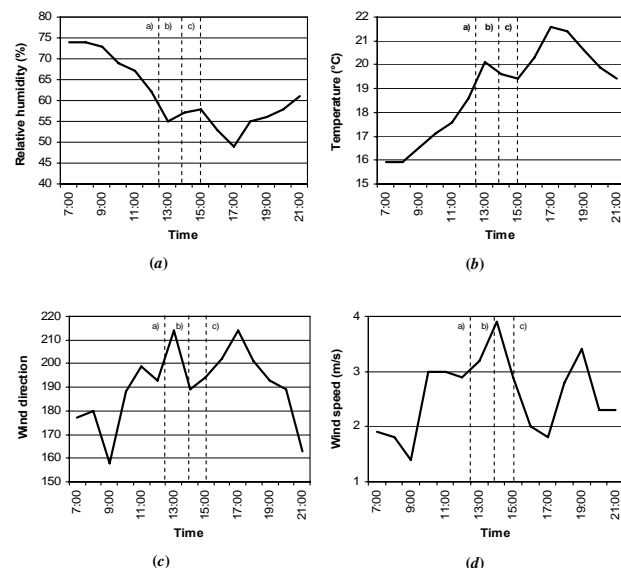 80
75
70
65
60
55
50
45
40
Relative humidity (%)
a) b) c)
7:00 9:00 11:00 13:00 15:00 17:00 19:00 21:00
Time
(a)
22
21
20
19
18
17
16
15
Temperature (°C)
a) b) c)
7:00 9:00 11:00 13:00 15:00 17:00 19:00 21:00
Time
(b)
220
210
200
190
180
170
160
150
Wind direction
a) b) c)
7:00 9:00 11:00 13:00 15:00 17:00 19:00 21:00
Time
(c)
4
3
2
1
Wind speed (m/s)
a) b) c)
7:00 9:00 11:00 13:00 15:00 17:00 19:00 21:00
Time
(d)